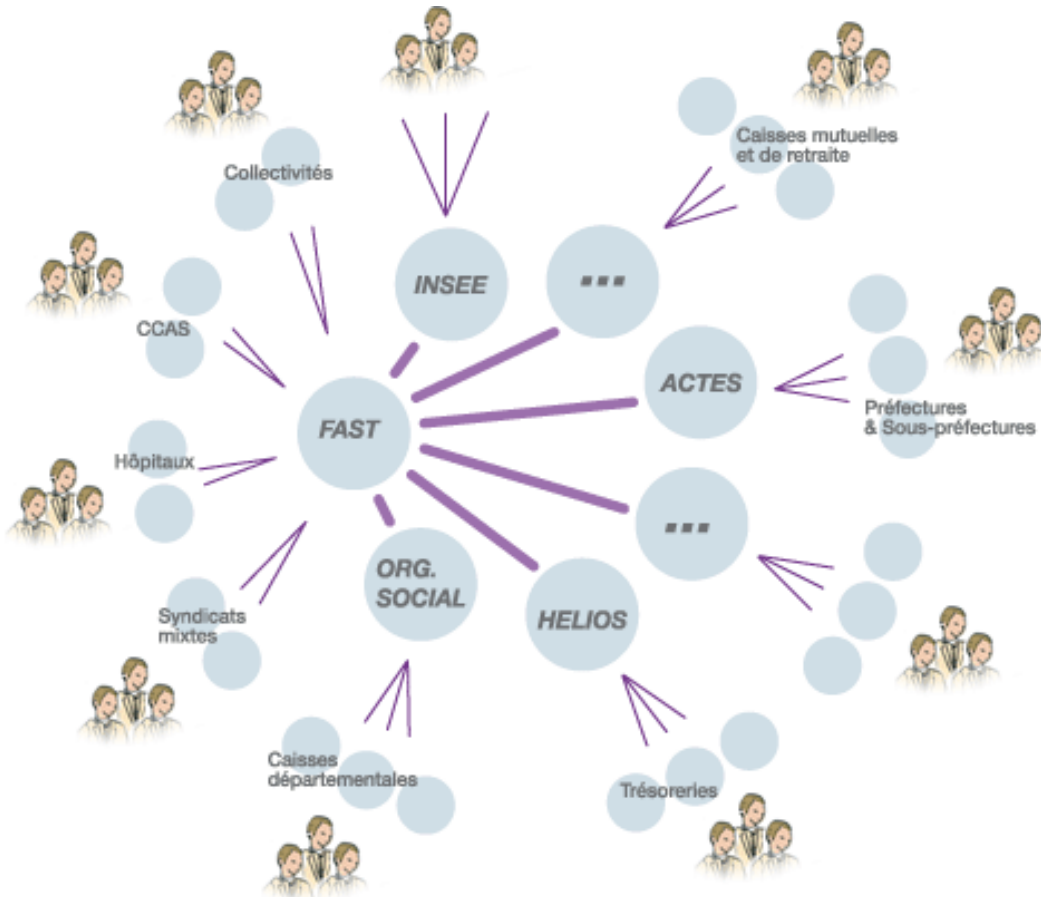 Collectivités
Caisses mutuelles
et de retraite
INSEE
...
CCAS
ACTES
Préfectures
& Sous-préfectures
FAST
Hôpitaux
...
ORG.
SOCIAL
HELIOS
Syndicats
mixtes
Caisses
départementales
Trésoreries